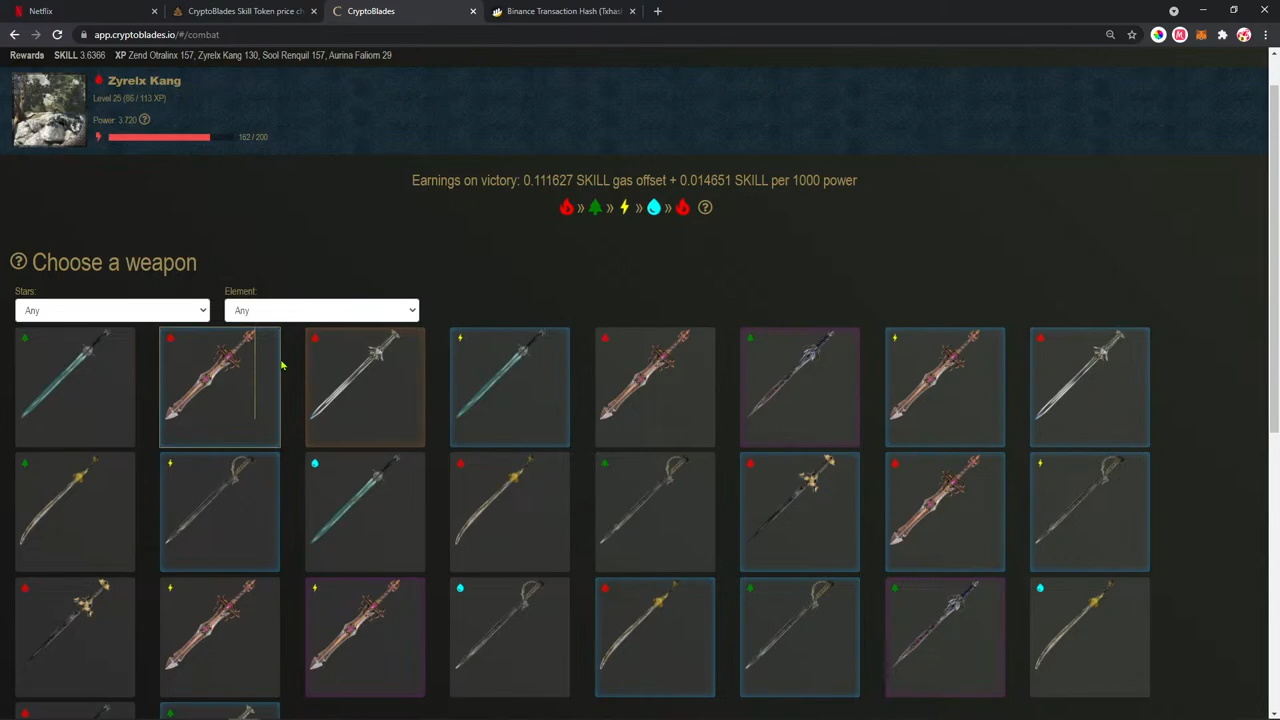 Netflix
CryptoBlades Skill Token price ch
CryptoBlades
Binance Transaction Hash (Txhas
app.cryptoblades.io/#/combat
Rewards SKILL 3.6366 XP Zend Otralinx 157, Zyrelx Kang 130, Sool Renquil 157, Aurina Faliom 29
Zyrelx Kang
Level 25 (86 / 113 XP)
Power: 3.720
162 / 200
Earnings on victory: 0.111627 SKILL gas offset + 0.014651 SKILL per 1000 power
Choose a weapon
Stars:
Element:
Any
Any